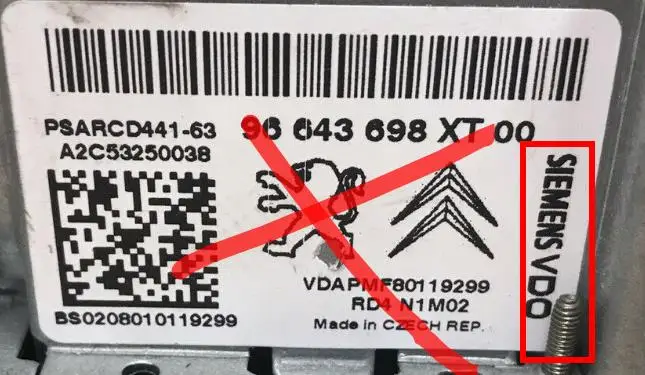 PSARCD441-63
96 643 698 XT 00
A2C53250038
VDAPMF80119299
RD4 N1M02
BS0208010119299
Made in CZECH REP.
SIEMENS VDO